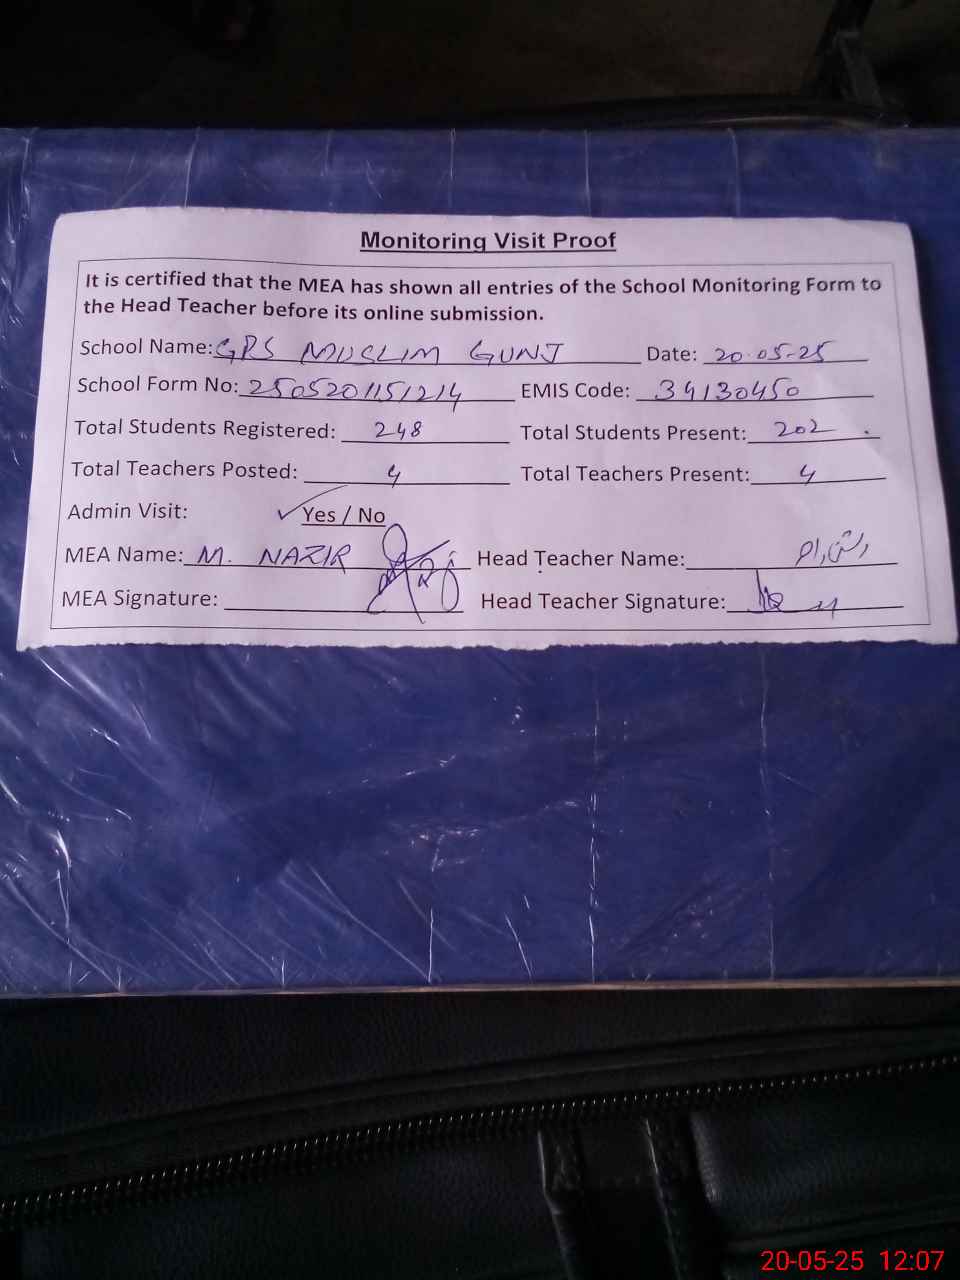 Monitoring Visit Proof
It is certified that the MEA has shown all entries of the School Monitoring Form to
the Head Teacher before its online submission.
School Name: GPS MUSLIM GUNJ Date: 20-05-25
School Form No: 2505201151214 EMIS Code: 34130450
Total Students Registered: 248 Total Students Present: 202
Total Teachers Posted: 4 Total Teachers Present: 4
Admin Visit: ✓ Yes / No
MEA Name: M. NAZIR Head Teacher Name:
MEA Signature: Head Teacher Signature:
20-05-25 12:07